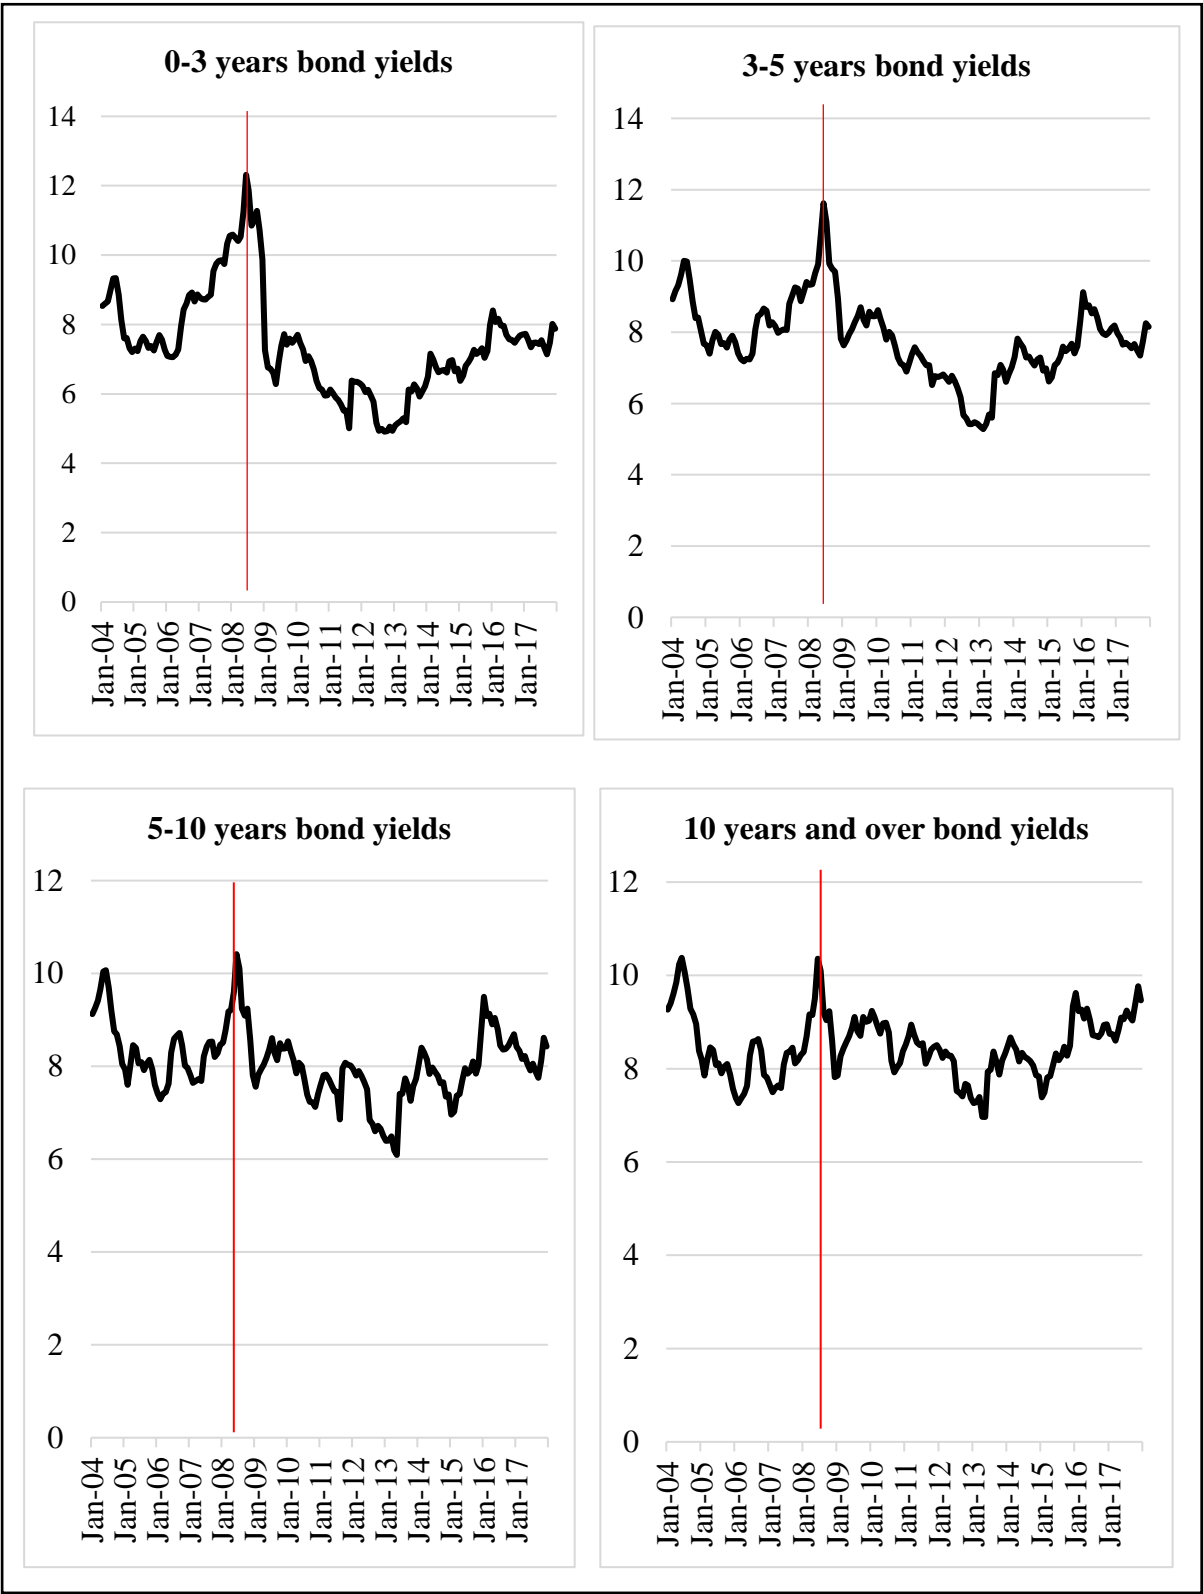 0-3 years bond yields
14
12
10
8
6
4
2
0
Jan-04
Jan-05
Jan-06
Jan-07
Jan-08
Jan-09
Jan-10
Jan-11
Jan-12
Jan-13
Jan-14
Jan-15
Jan-16
Jan-17
3-5 years bond yields
14
12
10
8
6
4
2
0
Jan-04
Jan-05
Jan-06
Jan-07
Jan-08
Jan-09
Jan-10
Jan-11
Jan-12
Jan-13
Jan-14
Jan-15
Jan-16
Jan-17
5-10 years bond yields
12
10
8
6
4
2
0
Jan-04
Jan-05
Jan-06
Jan-07
Jan-08
Jan-09
Jan-10
Jan-11
Jan-12
Jan-13
Jan-14
Jan-15
Jan-16
Jan-17
10 years and over bond yields
12
10
8
6
4
2
0
Jan-04
Jan-05
Jan-06
Jan-07
Jan-08
Jan-09
Jan-10
Jan-11
Jan-12
Jan-13
Jan-14
Jan-15
Jan-16
Jan-17